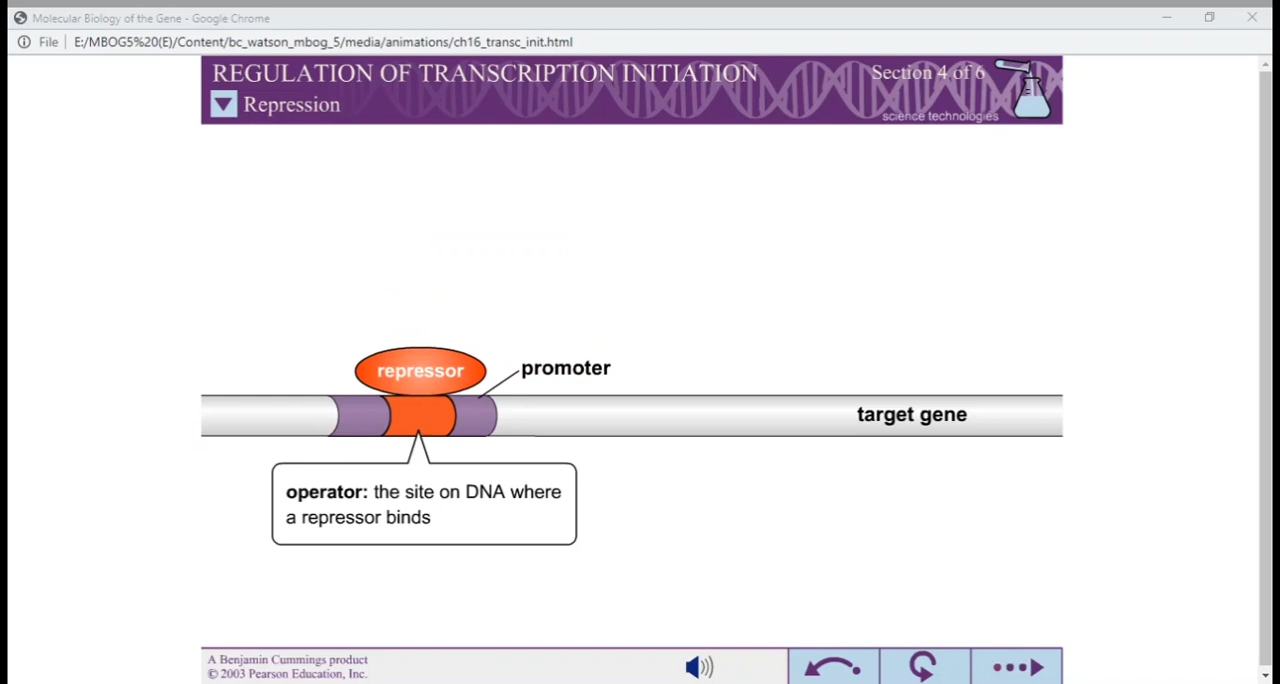 Molecular Biology of the Gene - Google Chrome
File | E:/MBOG5%20(E)/Content/bc_watson_mbog_5/media/animations/ch16_transc_init.html
REGULATION OF TRANSCRIPTION INITIATION
Section 4 of 6
Repression
science technologies
repressor
promoter
target gene
operator: the site on DNA where
a repressor binds
A Benjamin Cummings product
© 2003 Pearson Education, Inc.